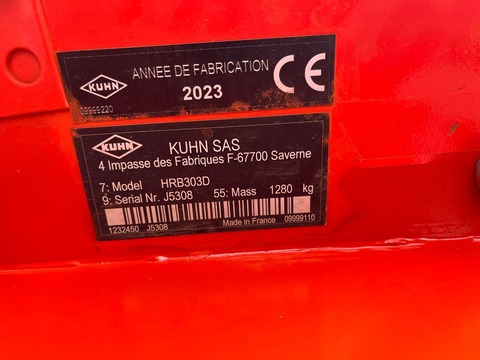 KUHN ANNEE DE FABRICATION CE
2023
09999220
KUHN KUHN SAS
4 Impasse des Fabriques F-67700 Saverne
7: Model HRB303D
9: Serial Nr. J5308 55: Mass 1280 kg
1232450 J5308 Made in France 09999110